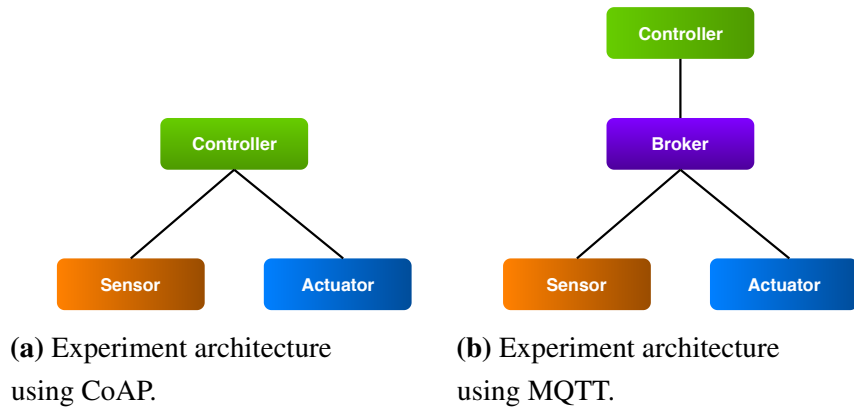 Controller
Sensor
Actuator
(a) Experiment architecture
using CoAP.
Controller
Broker
Sensor
Actuator
(b) Experiment architecture
using MQTT.